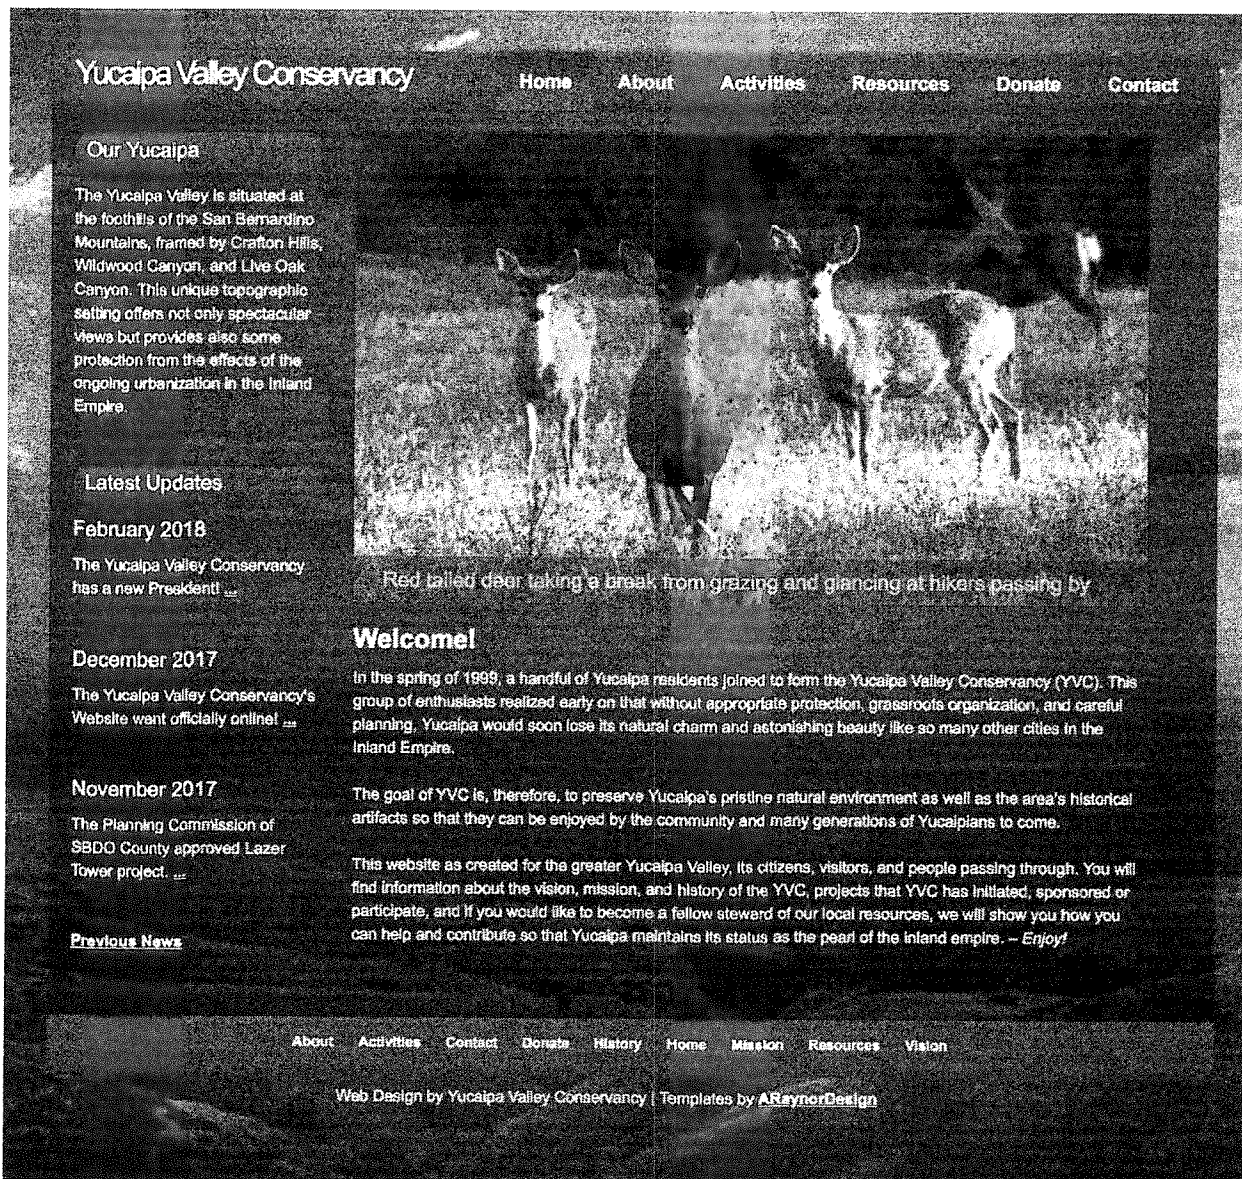 Yucaipa Valley Conservancy
Home About Activities Resources Donate Contact
Our Yucaipa
The Yucaipa Valley is situated at
the foothills of the San Bernardino
Mountains, framed by Crafton Hills,
Wildwood Canyon, and Live Oak
Canyon. This unique topographic
setting offers not only spectacular
views but provides also some
protection from the effects of the
ongoing urbanization in the Inland
Empire.
Latest Updates
February 2018
The Yucaipa Valley Conservancy
has a new President! ...
December 2017
The Yucaipa Valley Conservancy's
Website went officially online! ...
November 2017
The Planning Commission of
SBDO County approved Lazer
Tower project. ...
Previous News
Red tailed deer taking a break from grazing and glancing at hikers passing by
Welcome!
In the spring of 1999, a handful of Yucaipa residents joined to form the Yucaipa Valley Conservancy (YVC). This
group of enthusiasts realized early on that without appropriate protection, grassroots organization, and careful
planning, Yucaipa would soon lose its natural charm and astonishing beauty like so many other cities in the
Inland Empire.
The goal of YVC is, therefore, to preserve Yucaipa's pristine natural environment as well as the area's historical
artifacts so that they can be enjoyed by the community and many generations of Yucaipians to come.
This website as created for the greater Yucaipa Valley, its citizens, visitors, and people passing through. You will
find information about the vision, mission, and history of the YVC, projects that YVC has initiated, sponsored or
participate, and if you would like to become a fellow steward of our local resources, we will show you how you
can help and contribute so that Yucaipa maintains its status as the pearl of the inland empire. – Enjoy!
About Activities Contact Donate History Home Mission Resources Vision
Web Design by Yucaipa Valley Conservancy | Templates by ARaynorDesign